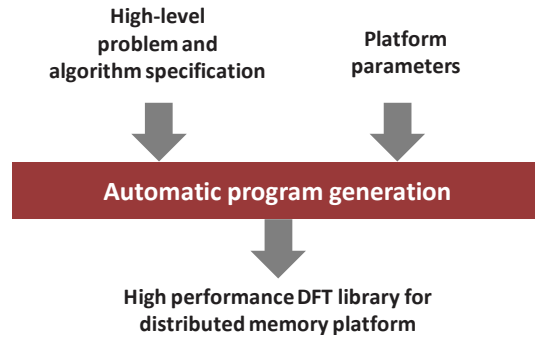 High-level
problem and
algorithm specification
Platform
parameters
Automatic program generation
High performance DFT library for
distributed memory platform